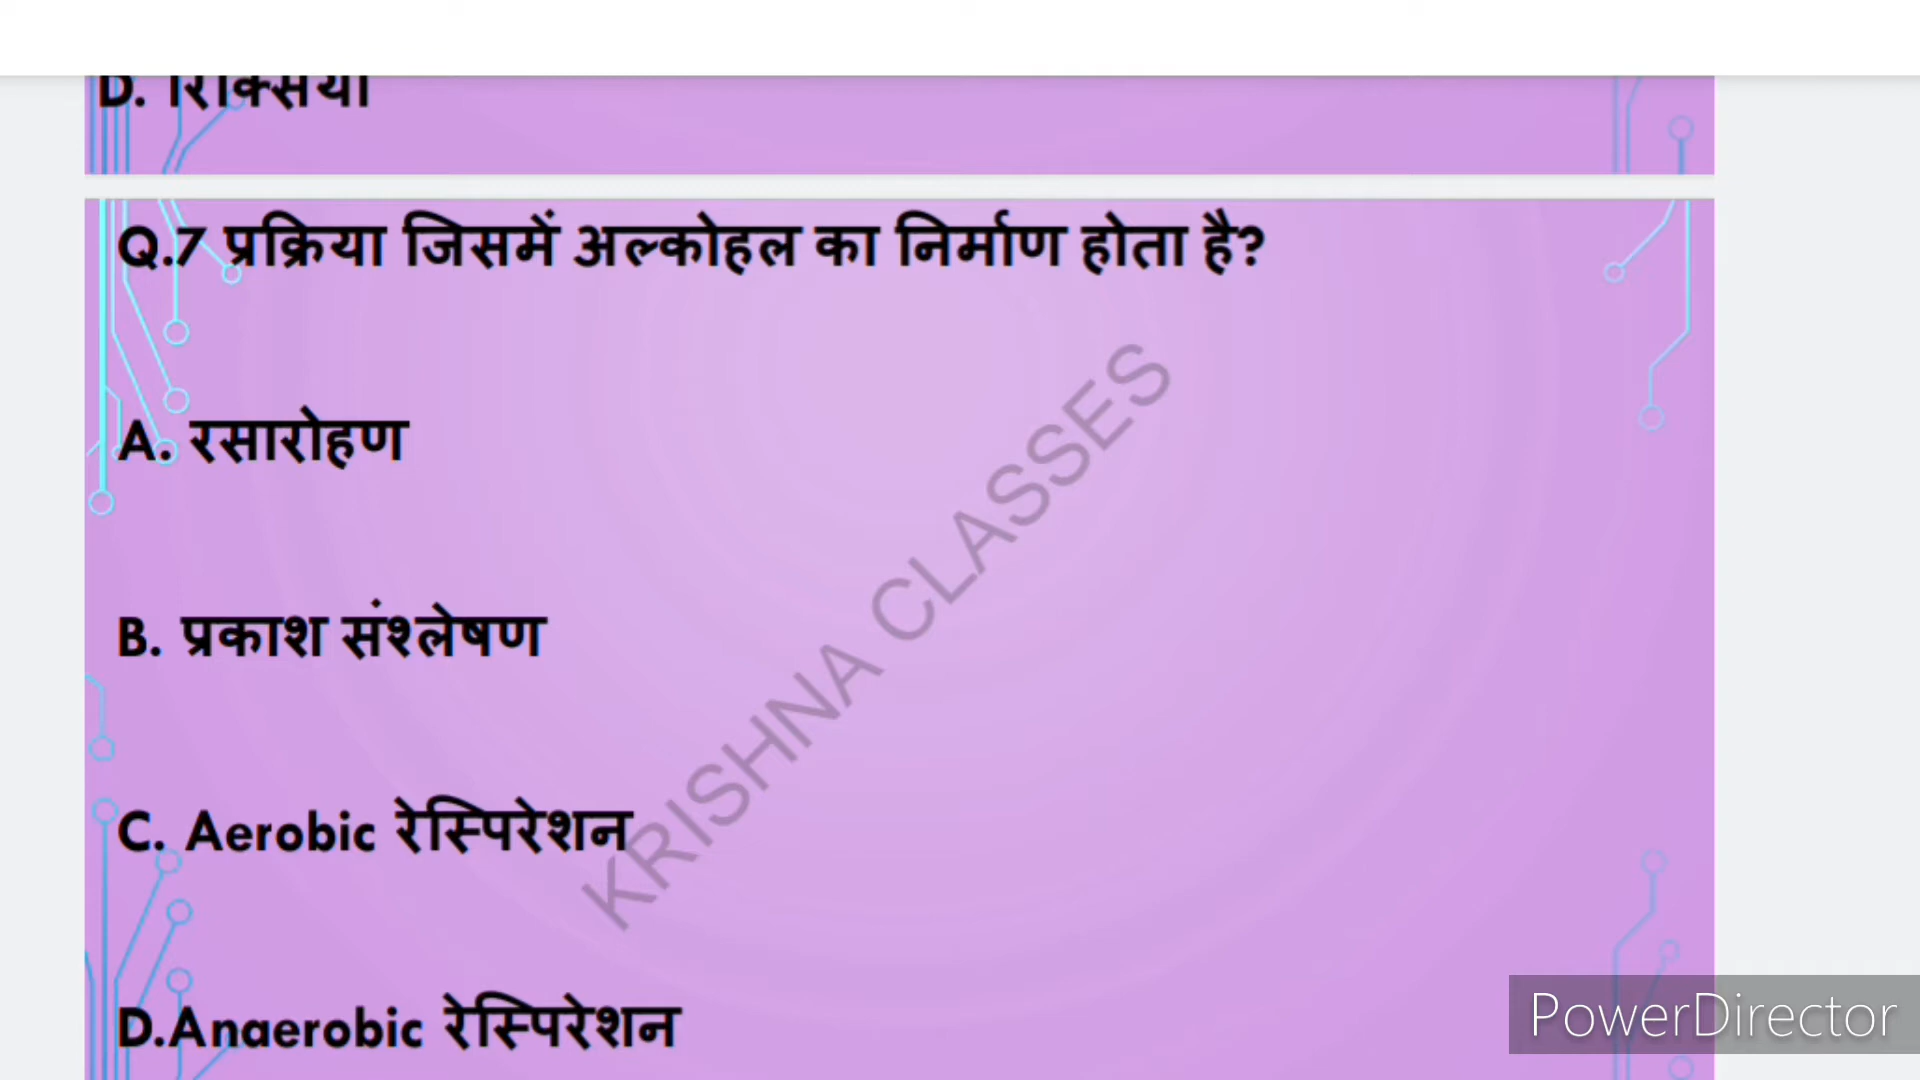 D. रिक्सिया
Q.7 प्रक्रिया जिसमें अल्कोहल का निर्माण होता है?
A. रसारोहण
B. प्रकाश संश्लेषण
C. Aerobic रेस्पिरेशन
D.Anaerobic रेस्पिरेशन
KRISHNA CLASSES
PowerDirector